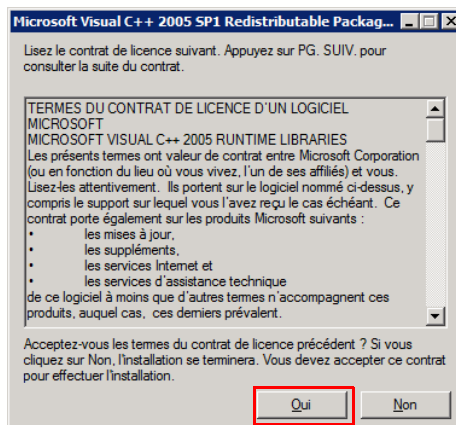 Microsoft Visual C++ 2005 SP1 Redistributable Packag...
Lisez le contrat de licence suivant. Appuyez sur PG. SUIV. pour
consulter la suite du contrat.
TERMES DU CONTRAT DE LICENCE D'UN LOGICIEL
MICROSOFT
MICROSOFT VISUAL C++ 2005 RUNTIME LIBRARIES
Les présents termes ont valeur de contrat entre Microsoft Corporation
(ou en fonction du lieu où vous vivez, l'un de ses affiliés) et vous.
Lisez-les attentivement. Ils portent sur le logiciel nommé ci-dessus, y
compris le support sur lequel vous l'avez reçu le cas échéant. Ce
contrat porte également sur les produits Microsoft suivants :
• les mises à jour,
• les suppléments,
• les services Internet et
• les services d'assistance technique
de ce logiciel à moins que d'autres termes n'accompagnent ces
produits, auquel cas, ces derniers prévalent.
Acceptez-vous les termes du contrat de licence précédent ? Si vous
cliquez sur Non, l'installation se terminera. Vous devez accepter ce contrat
pour effectuer l'installation.
Oui Non